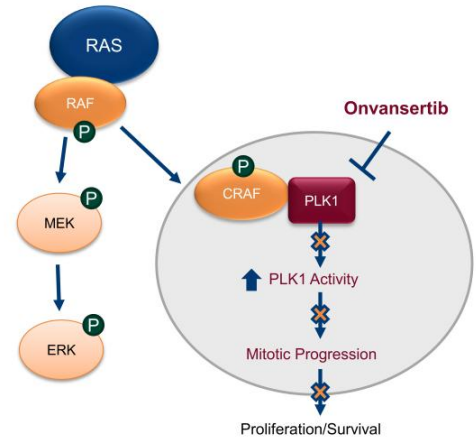 RAS
RAF
P
Onvansertib
P
MEK
P
CRAF
PLK1
PLK1 Activity
P
ERK
Mitotic Progression
Proliferation/Survival